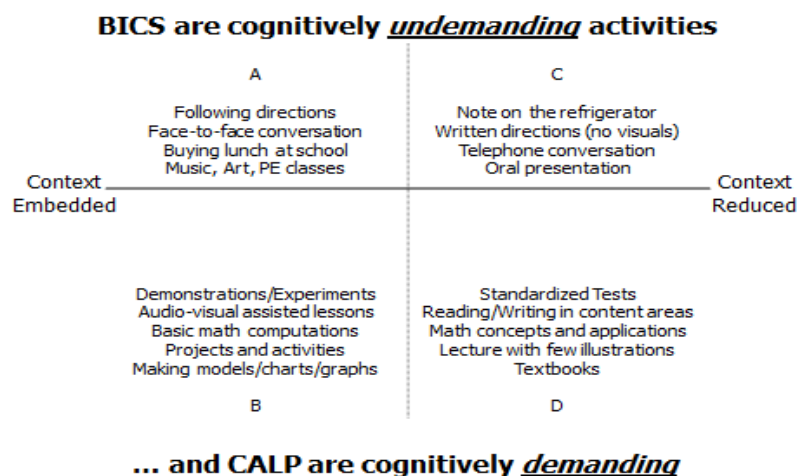 BICS are cognitively undemanding activities
A
Following directions
Face-to-face conversation
Buying lunch at school
Music, Art, PE classes
C
Note on the refrigerator
Written directions (no visuals)
Telephone conversation
Oral presentation
Context
Embedded
Context
Reduced
Demonstrations/Experiments
Audio-visual assisted lessons
Basic math computations
Projects and activities
Making models/charts/graphs
B
Standardized Tests
Reading/Writing in content areas
Math concepts and applications
Lecture with few illustrations
Textbooks
D
... and CALP are cognitively demanding